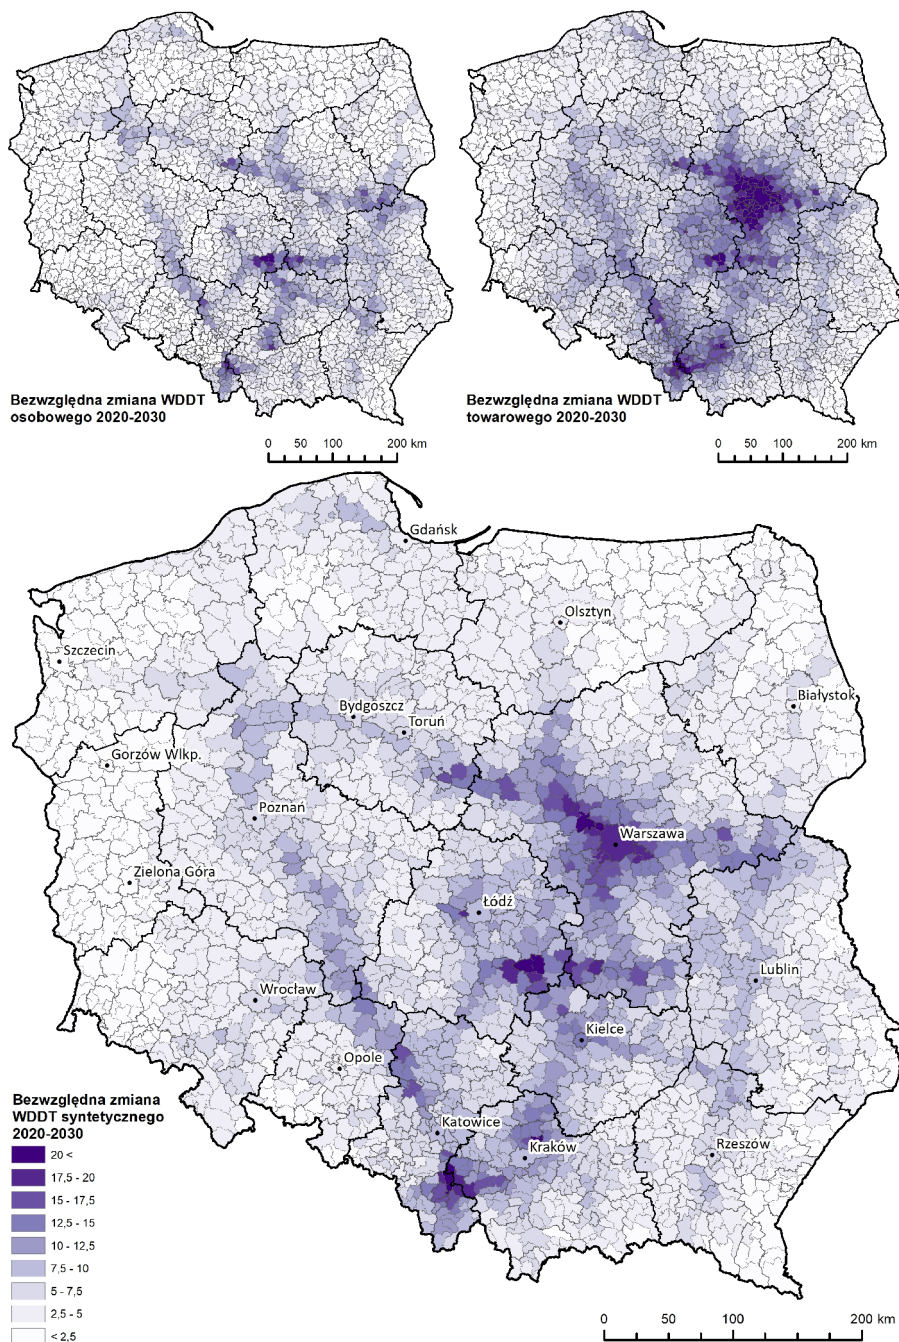 Bezwzględna zmiana WDDT
osobowego 2020-2030
0 50 100 200 km
Bezwzględna zmiana WDDT
towarowego 2020-2030
0 50 100 200 km
Gdańsk
Olsztyn
Szczecin
Białystok
Bydgoszcz
Toruń
Gorzów Wlkp.
Poznań
Warszawa
Zielona Góra
Łódź
Lublin
Wrocław
Kielce
Opole
Katowice
Kraków
Rzeszów
Bezwzględna zmiana
WDDT syntetycznego
2020-2030
20 <
17,5 - 20
15 - 17,5
12,5 - 15
10 - 12,5
7,5 - 10
5 - 7,5
2,5 - 5
< 2,5
0 50 100 200 km